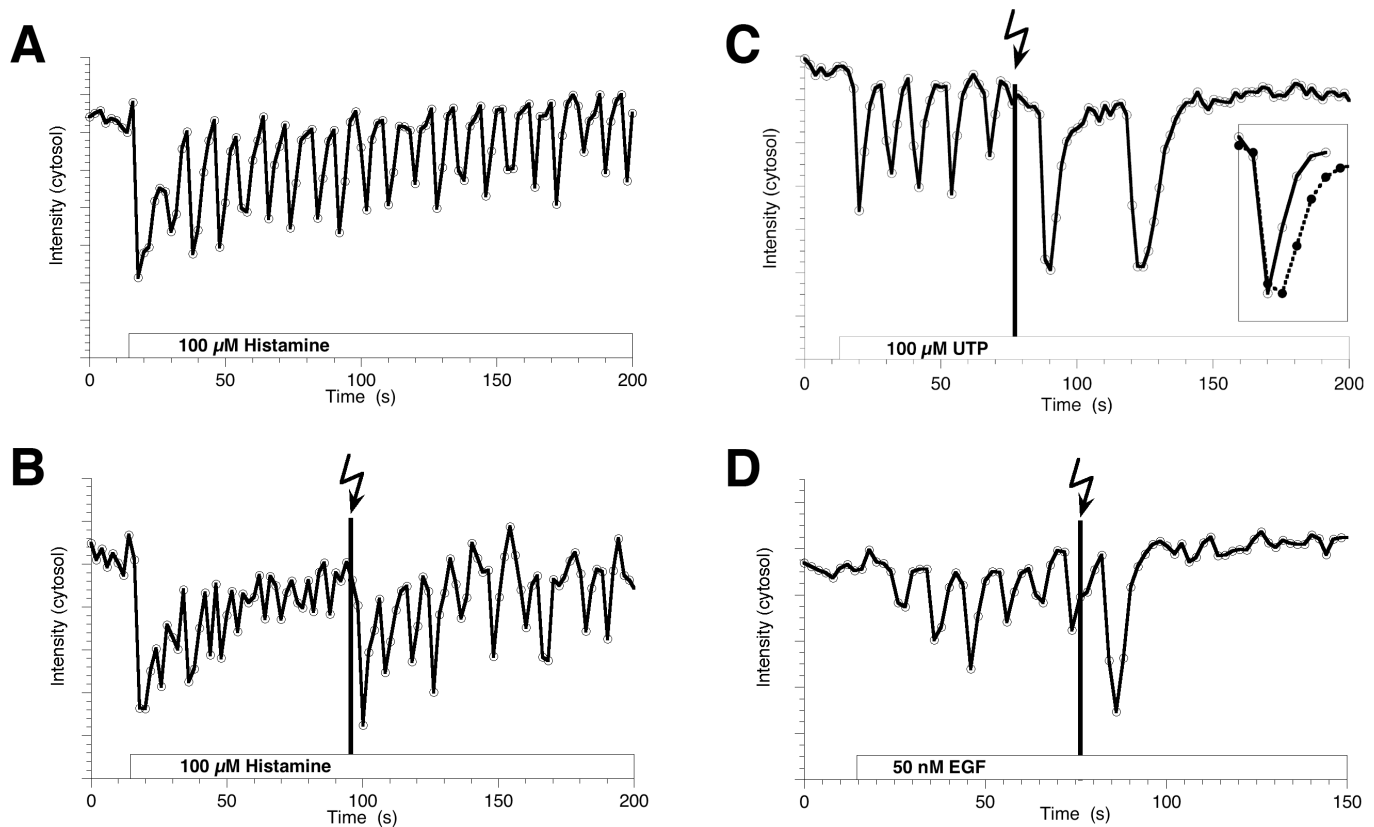 A
Intensity (cytosol)
100 µM Histamine
0 50 100 150 200
Time (s)
C
Intensity (cytosol)
100 µM UTP
0 50 100 150 200
Time (s)
B
Intensity (cytosol)
100 µM Histamine
0 50 100 150 200
Time (s)
D
Intensity (cytosol)
50 nM EGF
0 50 100 150
Time (s)